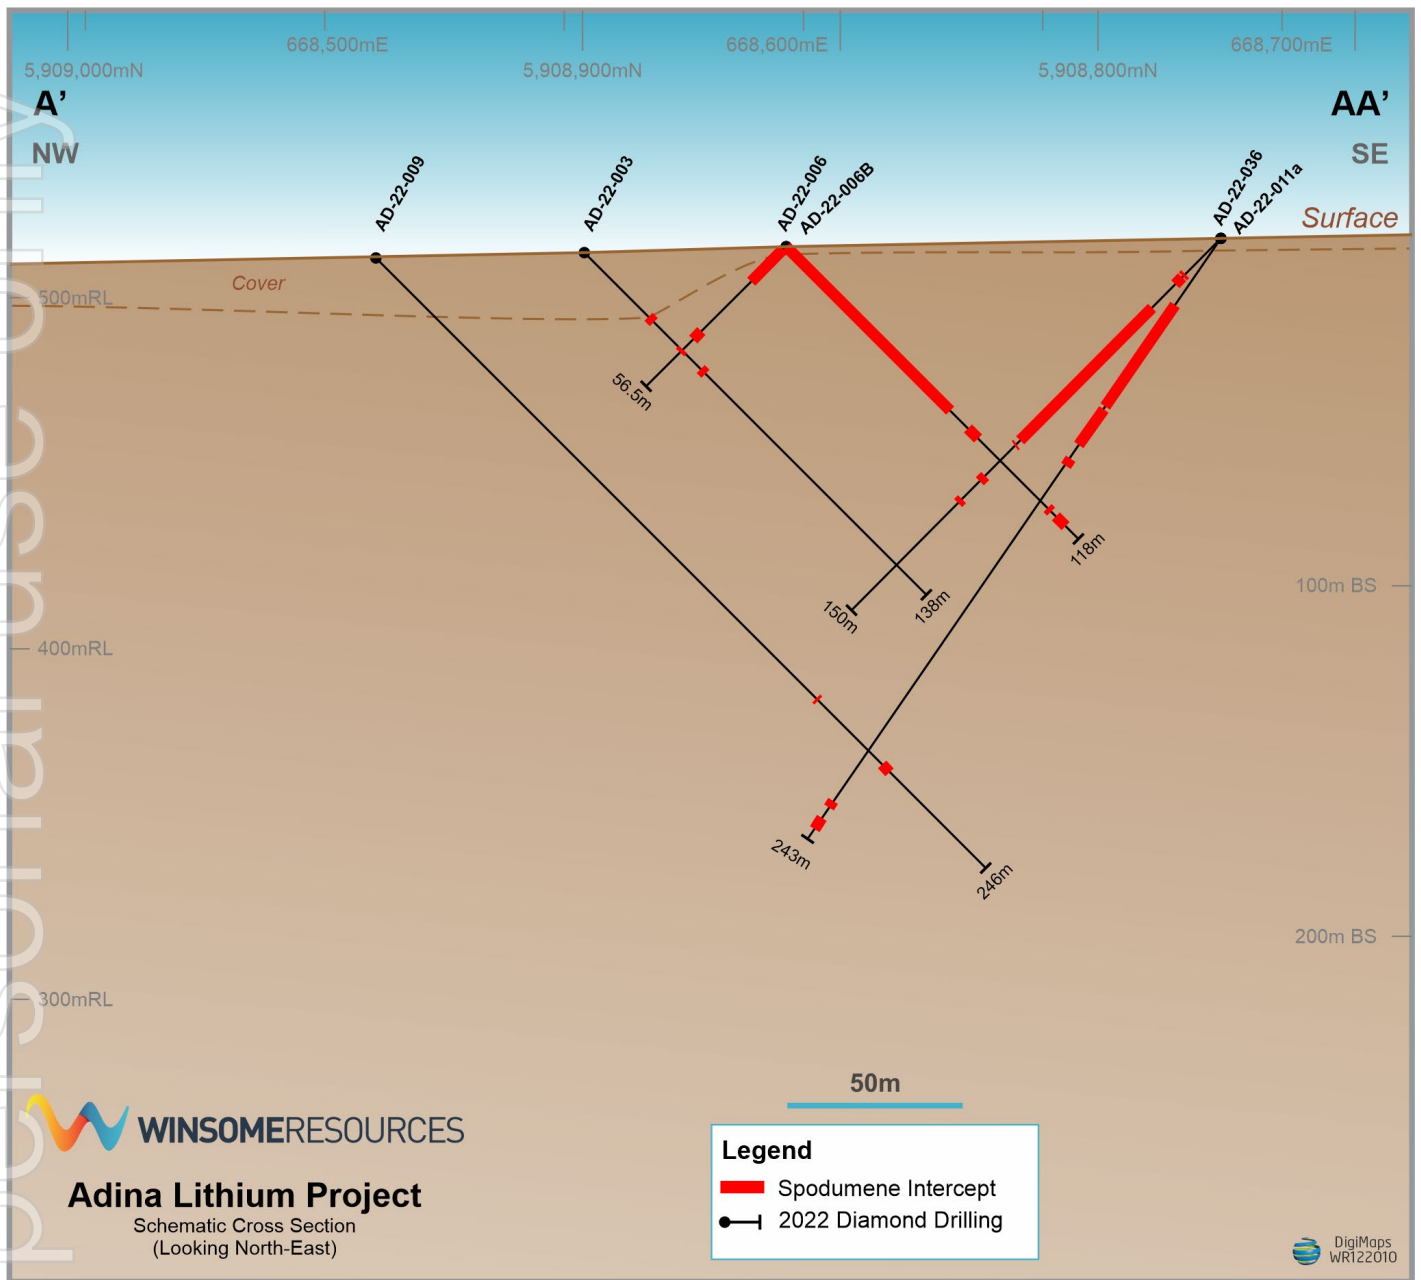 668,500mE
668,600mE
668,700mE
5,909,000mN
5,908,900mN
5,908,800mN
A’
AA’
NW
SE
AD-22-009
AD-22-003
AD-22-006
AD-22-006B
AD-22-036
AD-22-011a
Surface
Cover
500mRL
56.5m
118m
100m BS
150m
138m
400mRL
243m
246m
200m BS
300mRL
50m
WINSOMERESOURCES
Adina Lithium Project
Schematic Cross Section
(Looking North-East)
Legend
Spodumene Intercept
2022 Diamond Drilling
DigiMaps
WR122010
personal use only